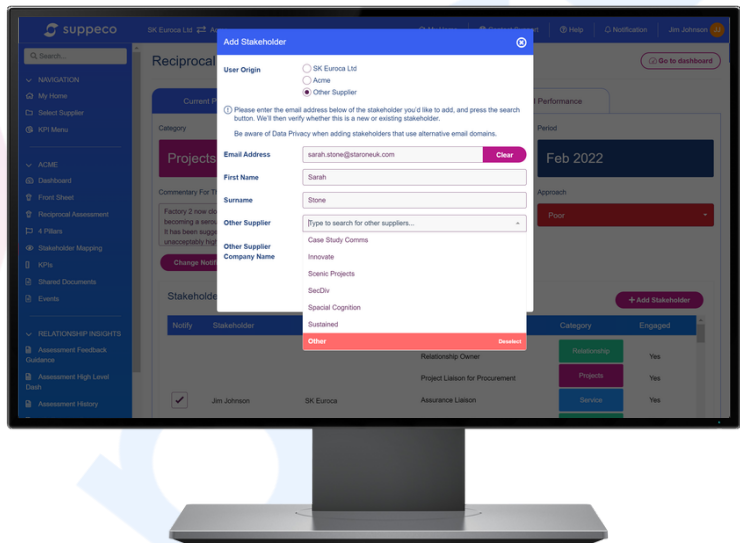 suppeco
SK Euroca Ltd
Help
Notification
Jim Johnson
JJ
Search...
NAVIGATION
My Home
Select Supplier
KPI Menu
ACME
Dashboard
Front Sheet
Reciprocal Assessment
4 Pillars
Stakeholder Mapping
KPIs
Shared Documents
Events
RELATIONSHIP INSIGHTS
Assessment Feedback
Guidance
Assessment High Level
Dash
Assessment History
Reciprocal
Go to dashboard
Current
Performance
Category
Period
Projects
Feb 2022
Commentary For
Approach
Factory 2 now
becoming a
It has been
unacceptably
Poor
Change
Add Stakeholder
User Origin
SK Euroca Ltd
Acme
Other Supplier
Please enter the email address below of the stakeholder you'd like to add, and press the search
button. We'll then verify whether this is a new or existing stakeholder.
Be aware of Data Privacy when adding stakeholders that use alternative email domains.
Email Address
sarah.stone@staroneuk.com
Clear
First Name
Sarah
Surname
Stone
Other Supplier
Type to search for other suppliers...
Other Supplier
Company Name
Case Study Comms
Innovate
Scenic Projects
SecDiv
Spacial Cognition
Sustained
Other
Deselect
+ Add Stakeholder
Notify
Stakeholder
Category
Engaged
Relationship Owner
Relationship
Yes
Project Liaison for Procurement
Projects
Yes
Jim Johnson
SK Euroca
Assurance Liaison
Service
Yes